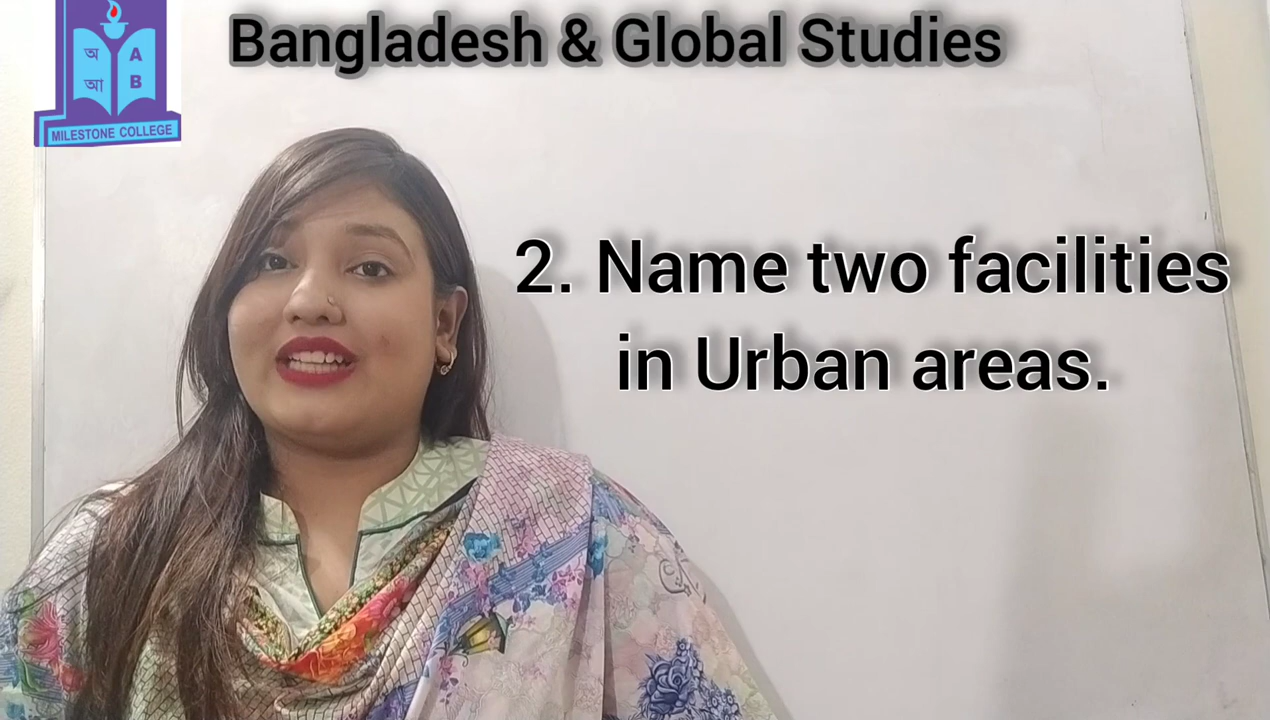 Bangladesh & Global Studies
অ
A
আ
B
MILESTONE COLLEGE
2. Name two facilities
in Urban areas.